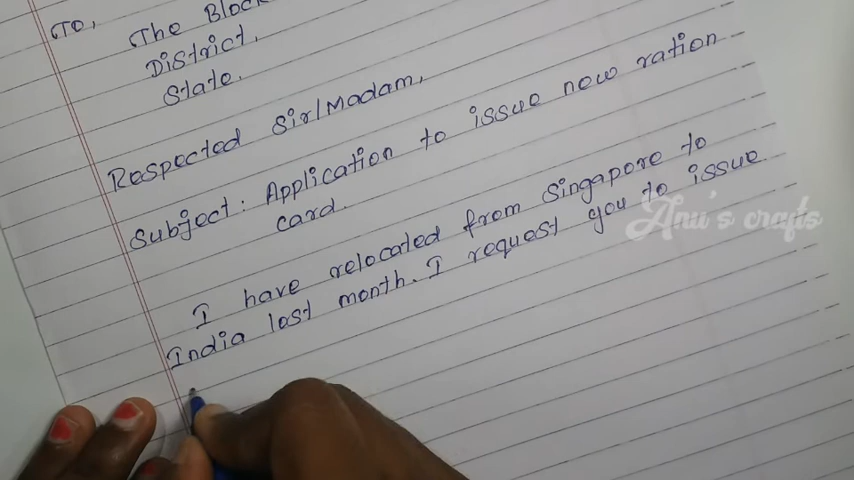 To,
The Block
District.
State.
Respected Sir/Madam,
Subject: Application to issue new ration
card.
I have relocated from Singapore to
India last month. I request you to issue
Anu's crafts